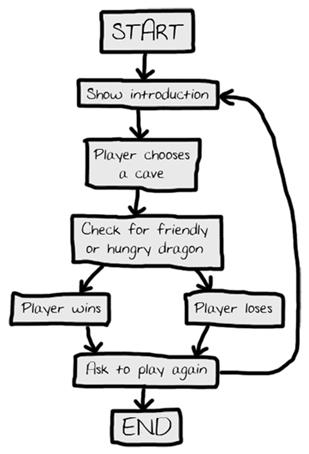 START
Show introduction
Player chooses
a cave
Check for friendly
or hungry dragon
Player wins
Player loses
Ask to play again
END